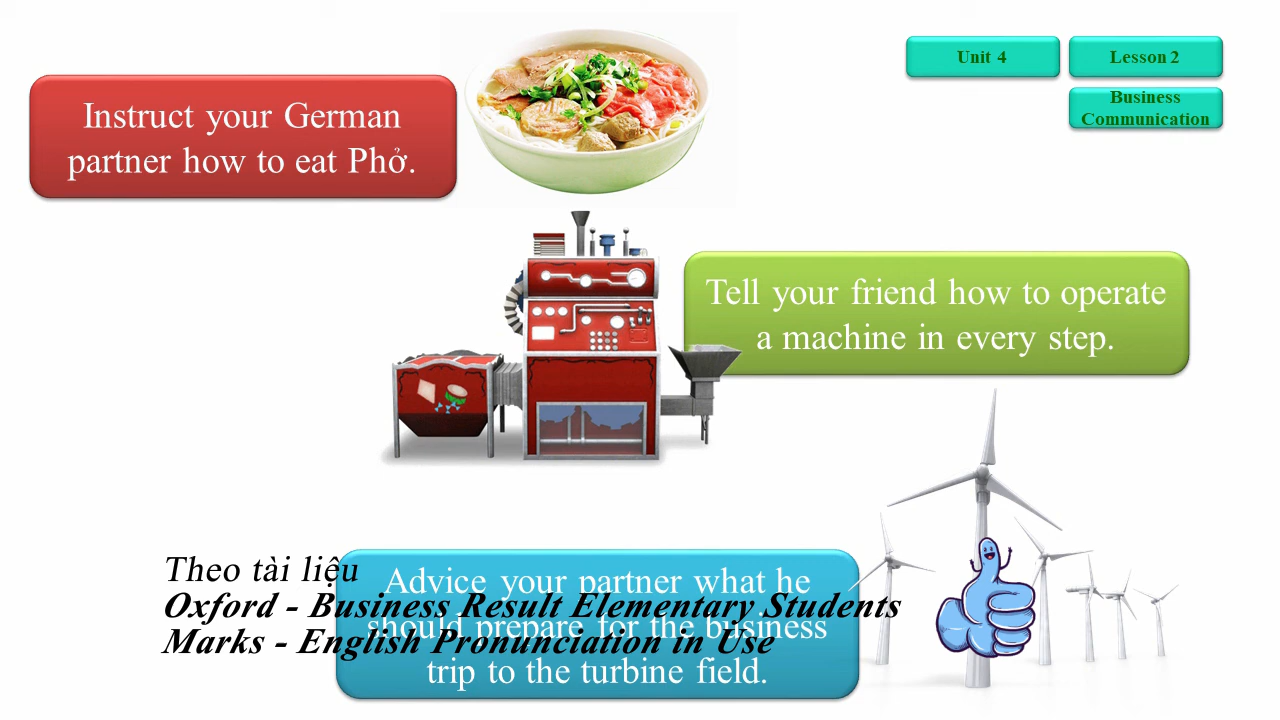 Unit 4
Lesson 2
Business
Communication
Instruct your German
partner how to eat Phở.
Tell your friend how to operate
a machine in every step.
Advice your partner what he
should prepare for the business
trip to the turbine field.
Theo tài liệu
Oxford - Business Result Elementary Students
Marks - English Pronunciation in Use